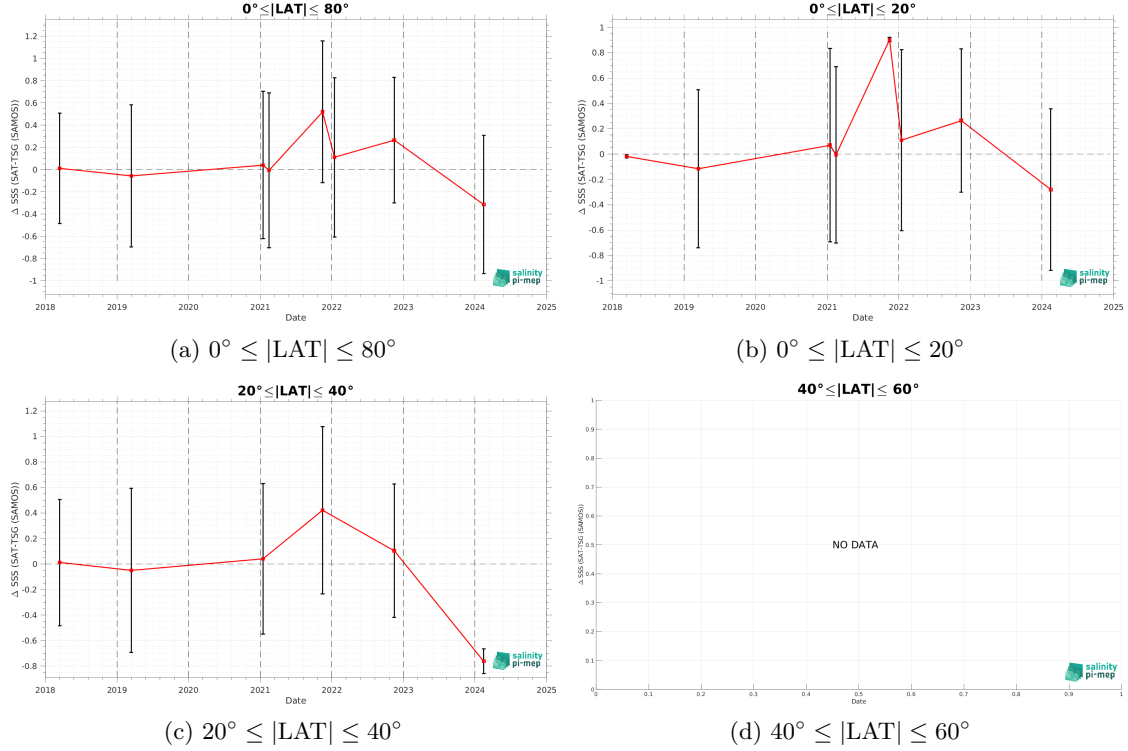 0°≤|LAT|≤ 80°
1.2
1
0.8
0.6
0.4
0.2
0
-0.2
-0.4
-0.6
-0.8
-1
Δ SSS (SAT-TSG (SAMOS))
2018 2019 2020 2021 2022 2023 2024 2025
Date
salinity
pi-mep
(a) 0° ≤ |LAT| ≤ 80°
0°≤|LAT|≤ 20°
1
0.8
0.6
0.4
0.2
0
-0.2
-0.4
-0.6
-0.8
-1
Δ SSS (SAT-TSG (SAMOS))
2018 2019 2020 2021 2022 2023 2024 2025
Date
salinity
pi-mep
(b) 0° ≤ |LAT| ≤ 20°
20°≤|LAT|≤ 40°
1.2
1
0.8
0.6
0.4
0.2
0
-0.2
-0.4
-0.6
-0.8
Δ SSS (SAT-TSG (SAMOS))
2018 2019 2020 2021 2022 2023 2024 2025
Date
salinity
pi-mep
(c) 20° ≤ |LAT| ≤ 40°
40°≤|LAT|≤ 60°
1
0.9
0.8
0.7
0.6
0.5
0.4
0.3
0.2
0.1
0
Δ SSS (SAT-TSG (SAMOS))
NO DATA
0 0.1 0.2 0.3 0.4 0.5 0.6 0.7 0.8 0.9 1
Date
salinity
pi-mep
(d) 40° ≤ |LAT| ≤ 60°